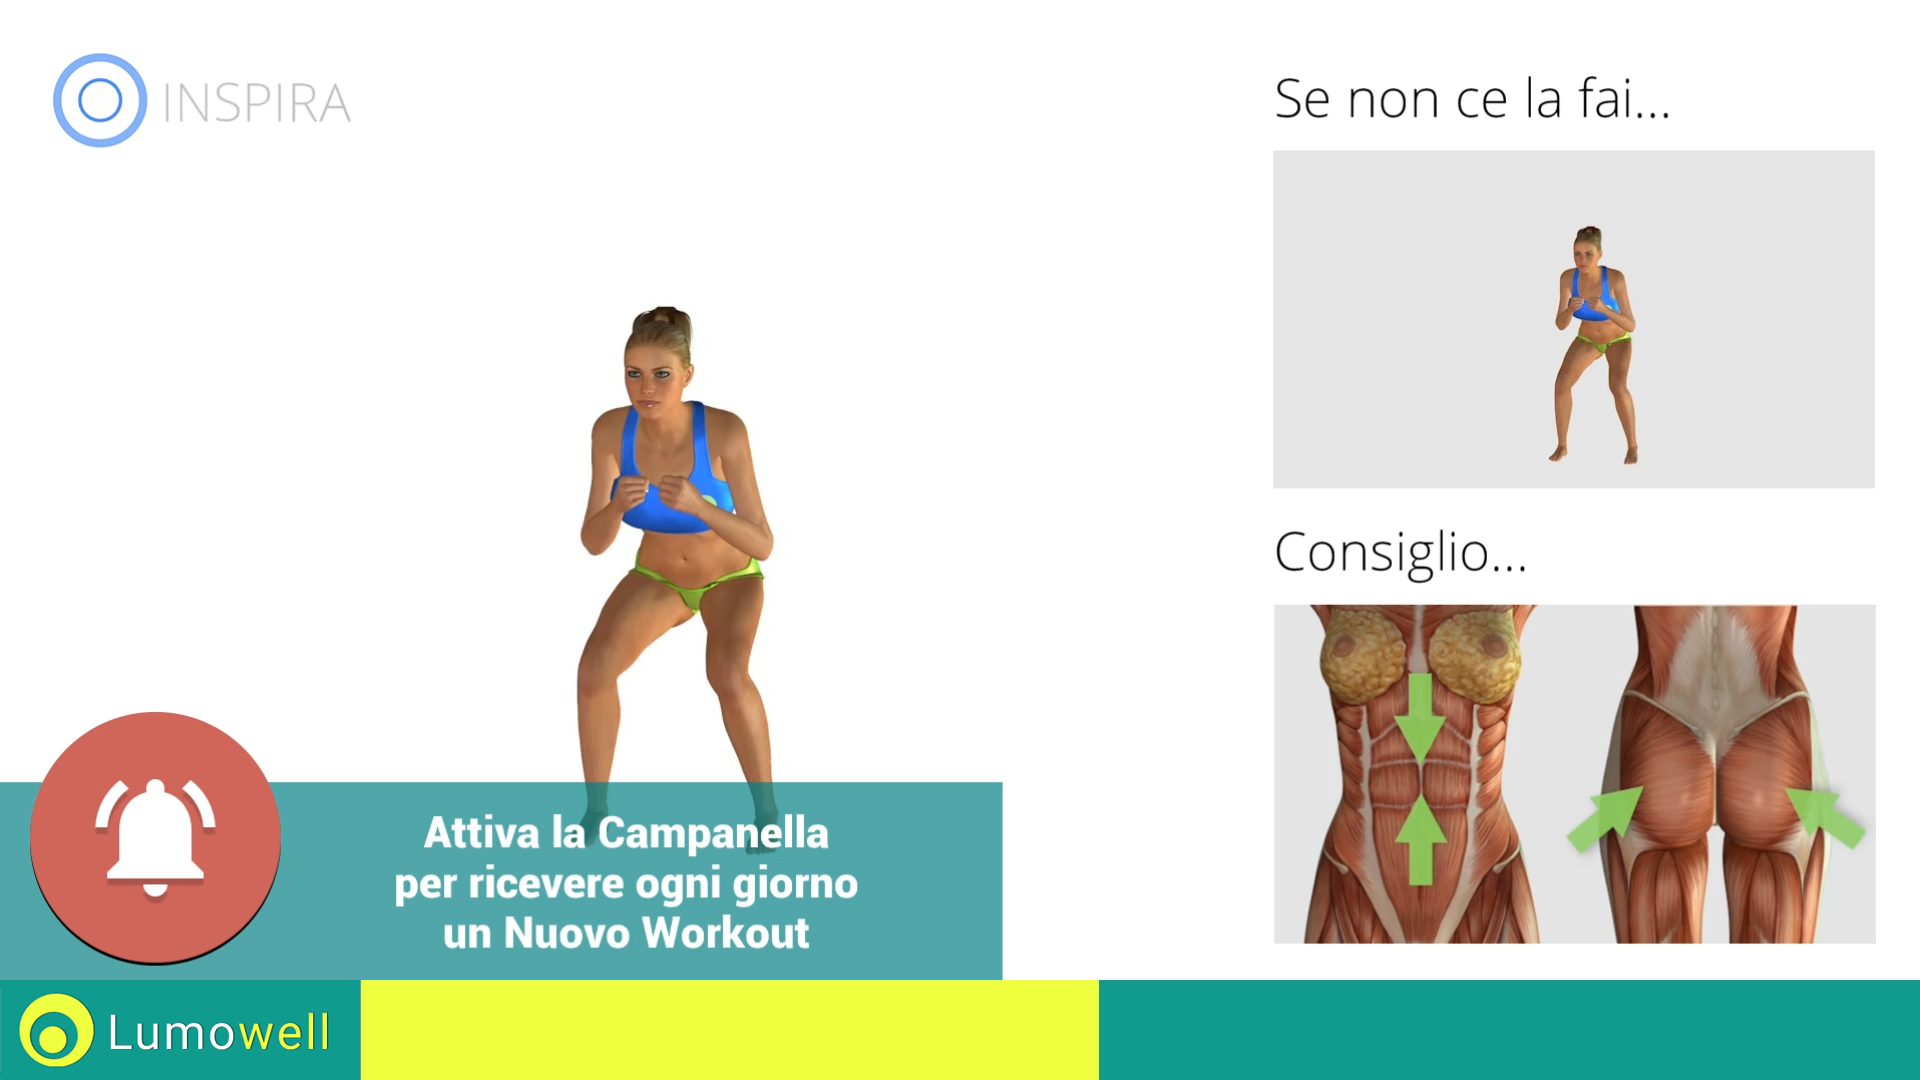 INSPIRA
Se non ce la fai...
Consiglio...
Attiva la Campanella
per ricevere ogni giorno
un Nuovo Workout
Lumowell